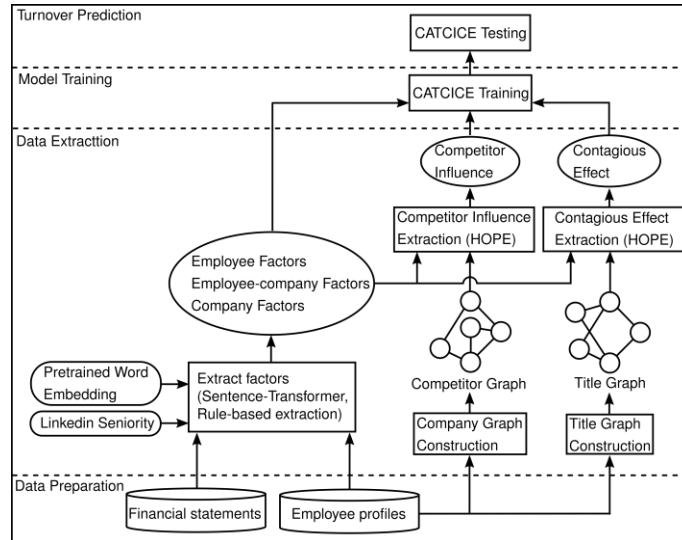 Turnover Prediction
CATCICE Testing
Model Training
CATCICE Training
Data Extracttion
Competitor
Influence
Contagious
Effect
Competitor Influence
Extraction (HOPE)
Contagious Effect
Extraction (HOPE)
Employee Factors
Employee-company Factors
Company Factors
Pretrained Word
Embedding
Extract factors
(Sentence-Transformer,
Rule-based extraction)
Linkedin Seniority
Competitor Graph
Title Graph
Company Graph
Construction
Title Graph
Construction
Data Preparation
Financial statements
Employee profiles